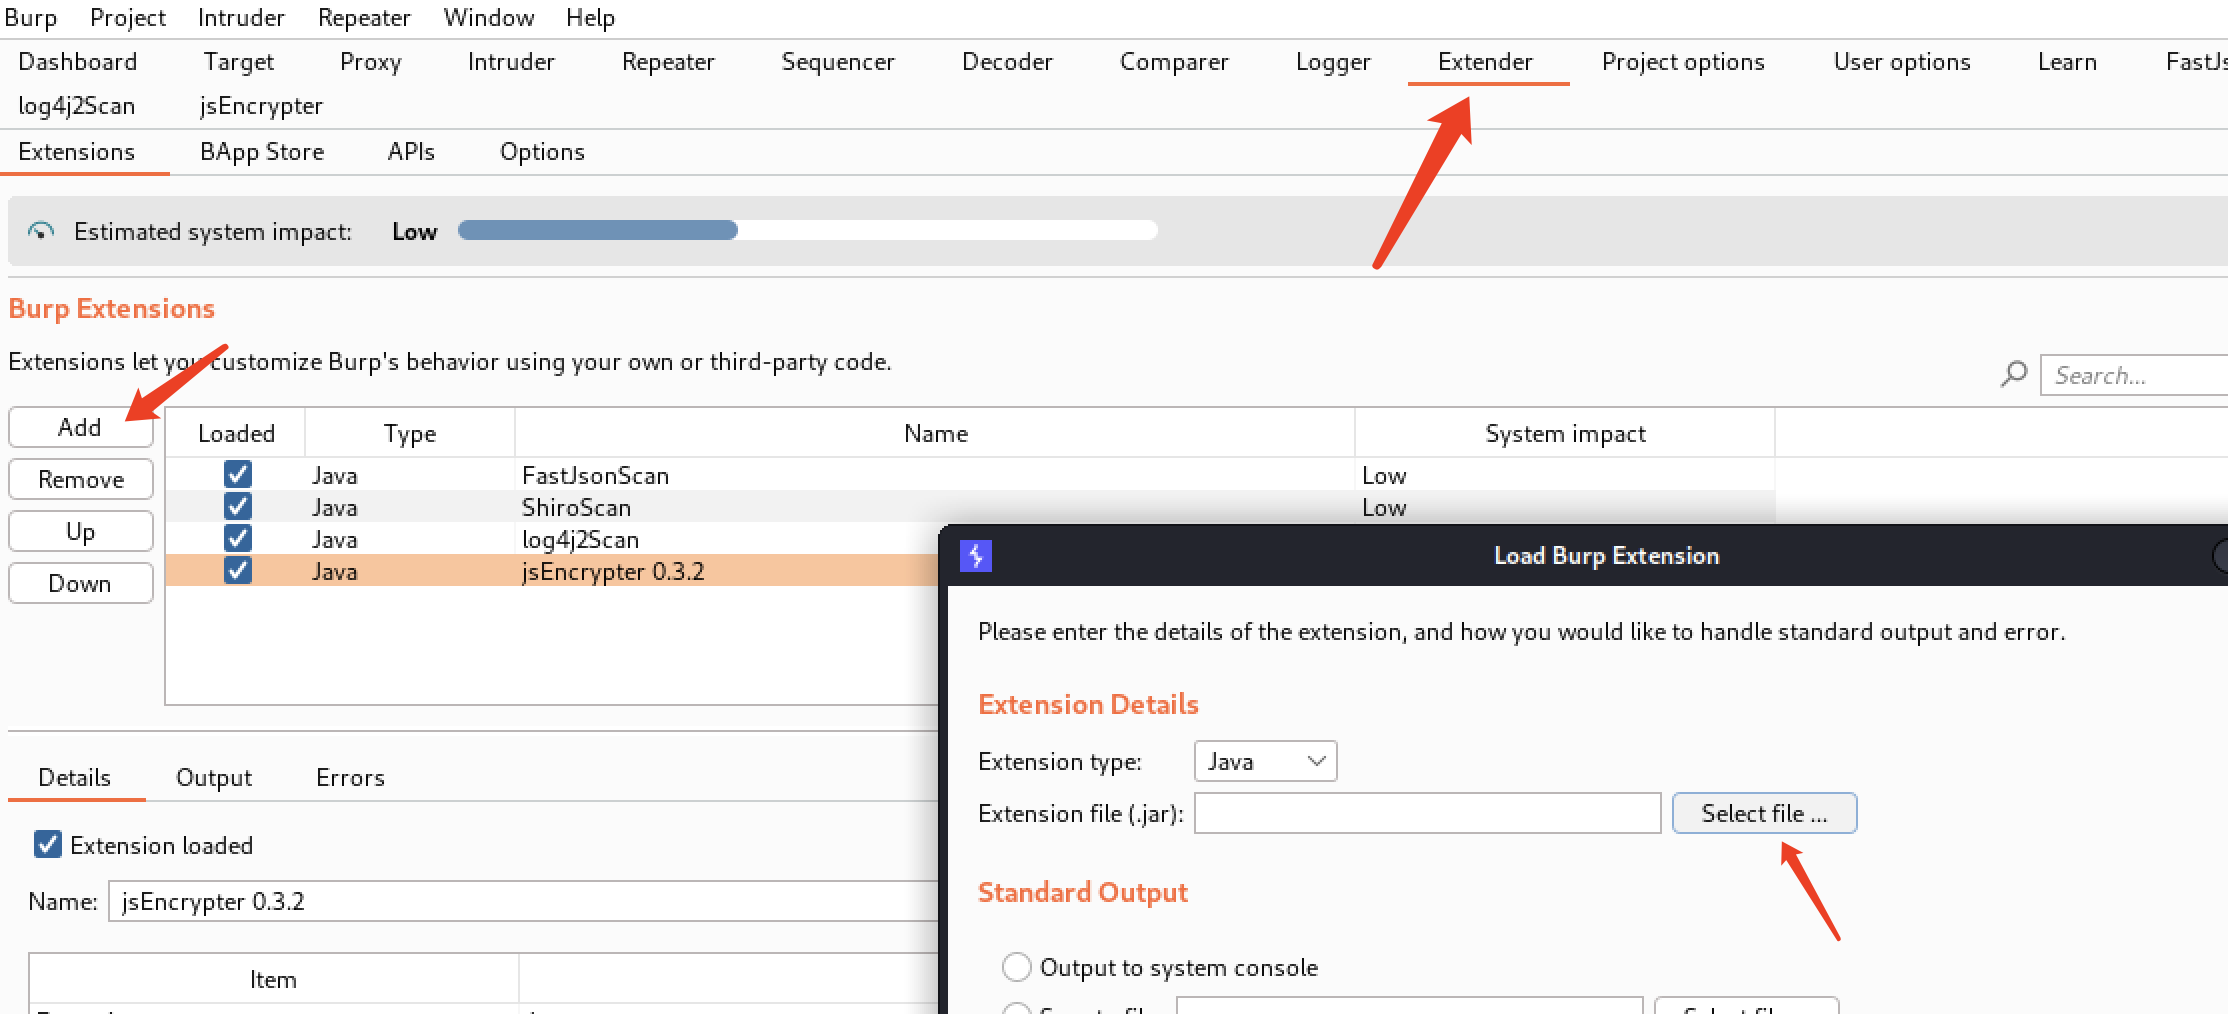 Burp Project Intruder Repeater Window Help
Dashboard Target Proxy Intruder Repeater Sequencer Decoder Comparer Logger Extender Project options User options Learn FastJs
log4j2Scan jsEncrypter
Extensions BApp Store APIs Options
Estimated system impact: Low
Burp Extensions
Extensions let you customize Burp's behavior using your own or third-party code.
Search...
Add
Remove
Up
Down
Loaded Type Name System impact
Java FastJsonScan Low
Java ShiroScan Low
Java log4j2Scan
Java jsEncrypter 0.3.2
Details Output Errors
Extension loaded
Name: jsEncrypter 0.3.2
Item
Load Burp Extension
Please enter the details of the extension, and how you would like to handle standard output and error.
Extension Details
Extension type: Java
Extension file (.jar): Select file ...
Standard Output
Output to system console